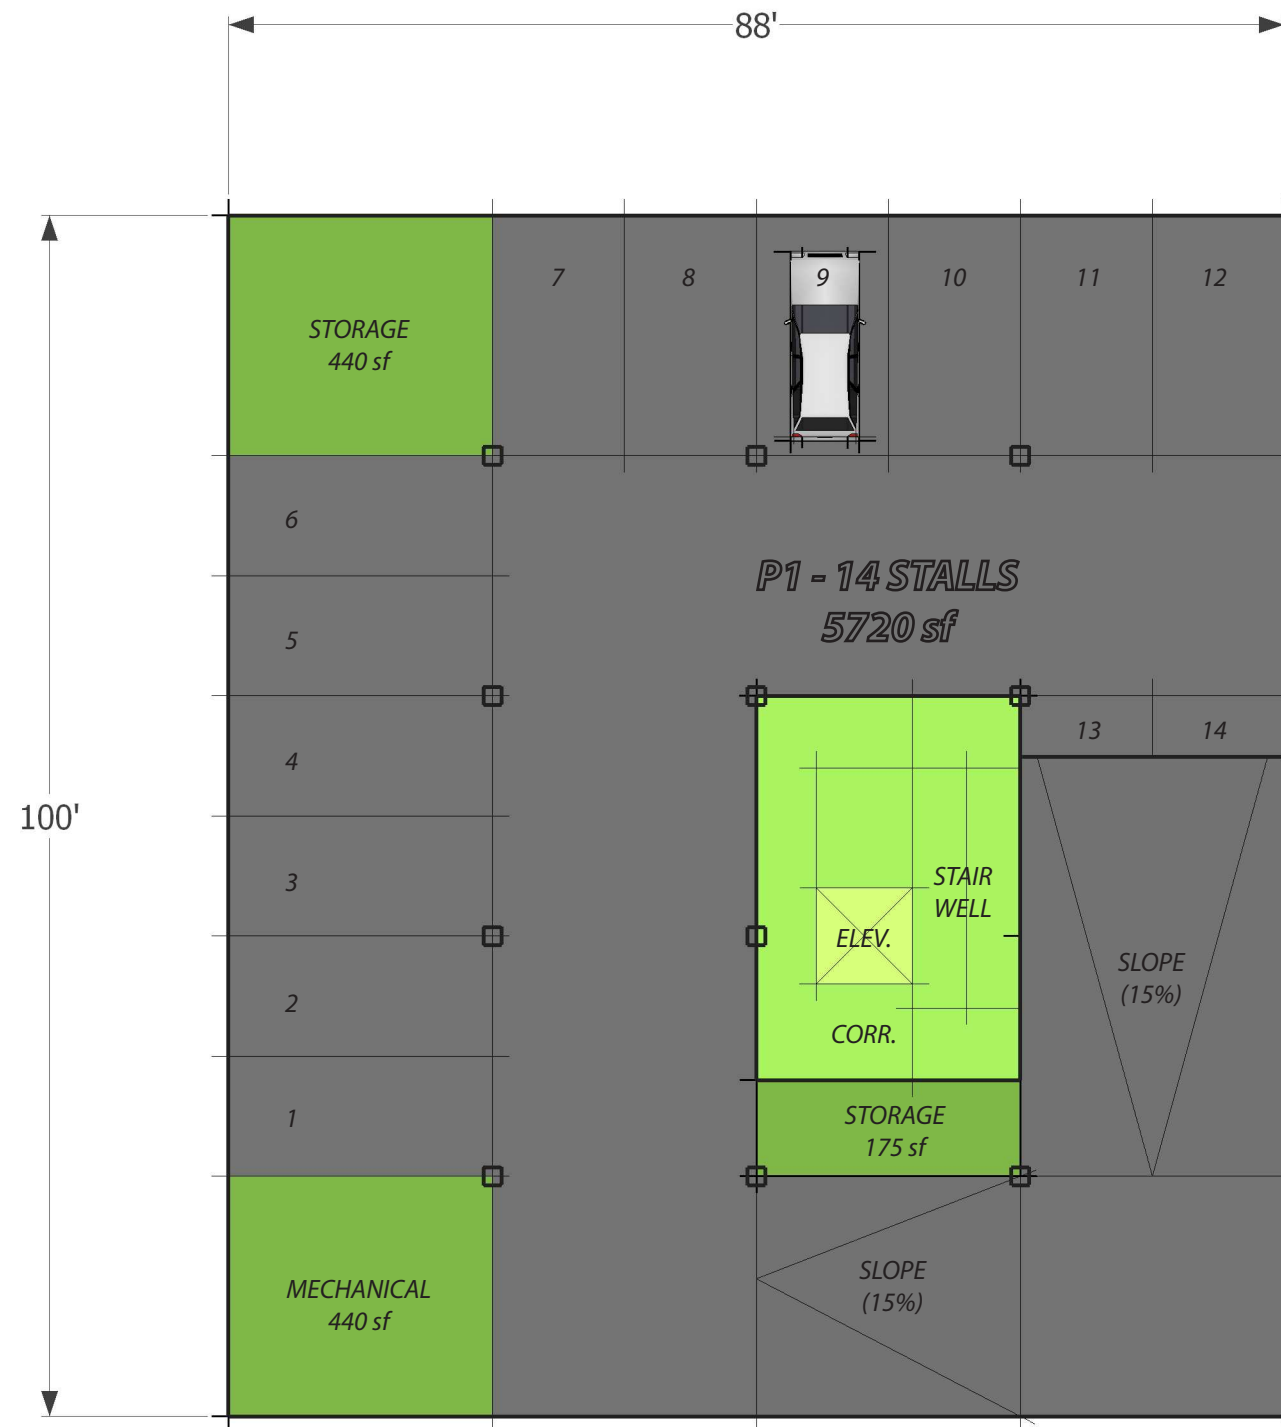 88'
7
8
9
10
11
12
STORAGE
440 sf
6
P1 - 14 STALLS
5720 sf
5
13
14
4
100'
3
STAIR
WELL
ELEV.
SLOPE
(15%)
2
CORR.
1
STORAGE
175 sf
SLOPE
(15%)
MECHANICAL
440 sf